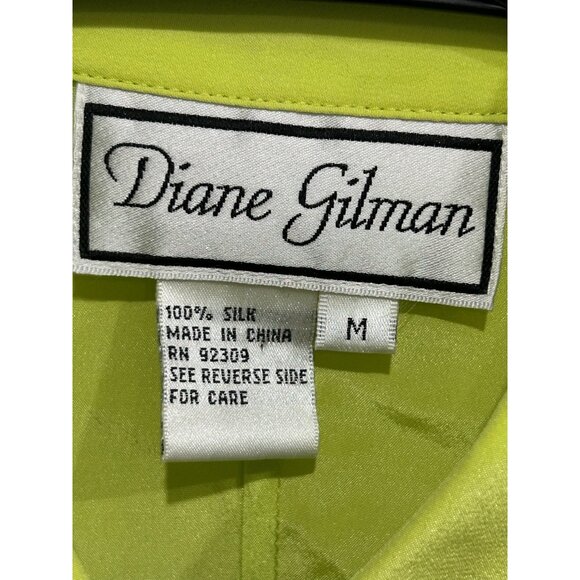 Diane Gilman
100% SILK
MADE IN CHINA
RN 92309
SEE REVERSE SIDE
FOR CARE
M